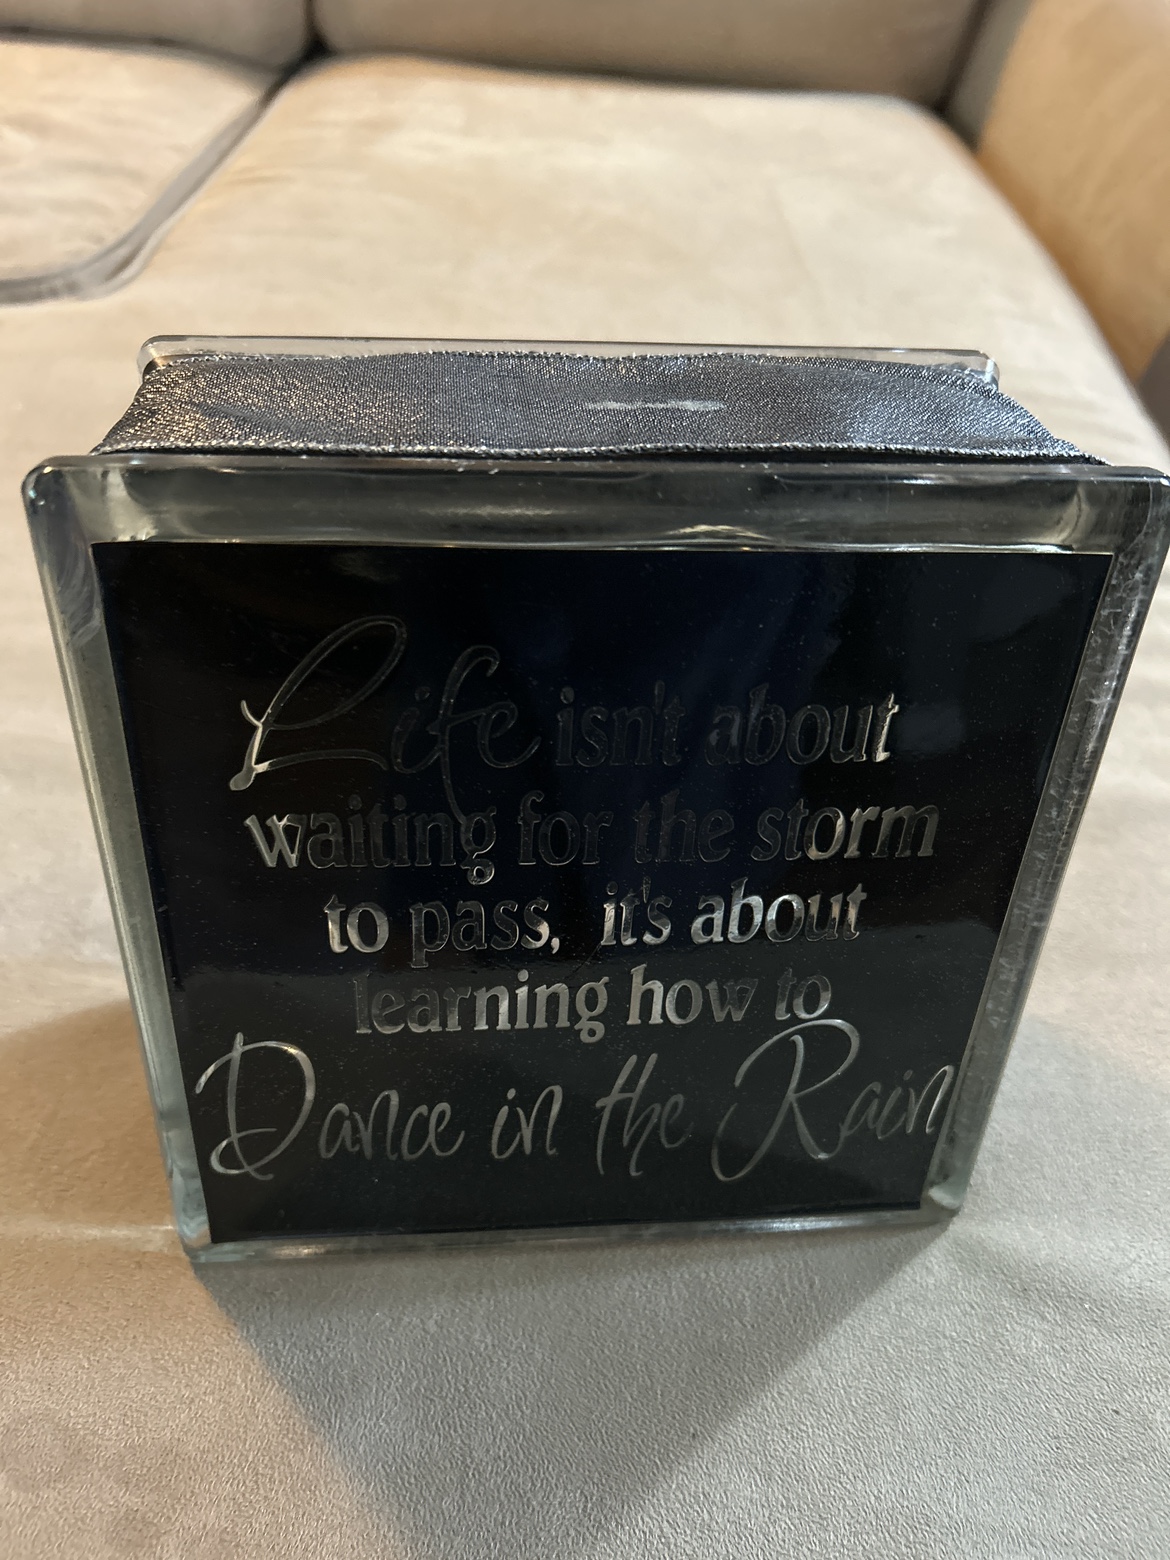 Life isn't about
waiting for the storm
to pass, it's about
learning how to
Dance in the Rain